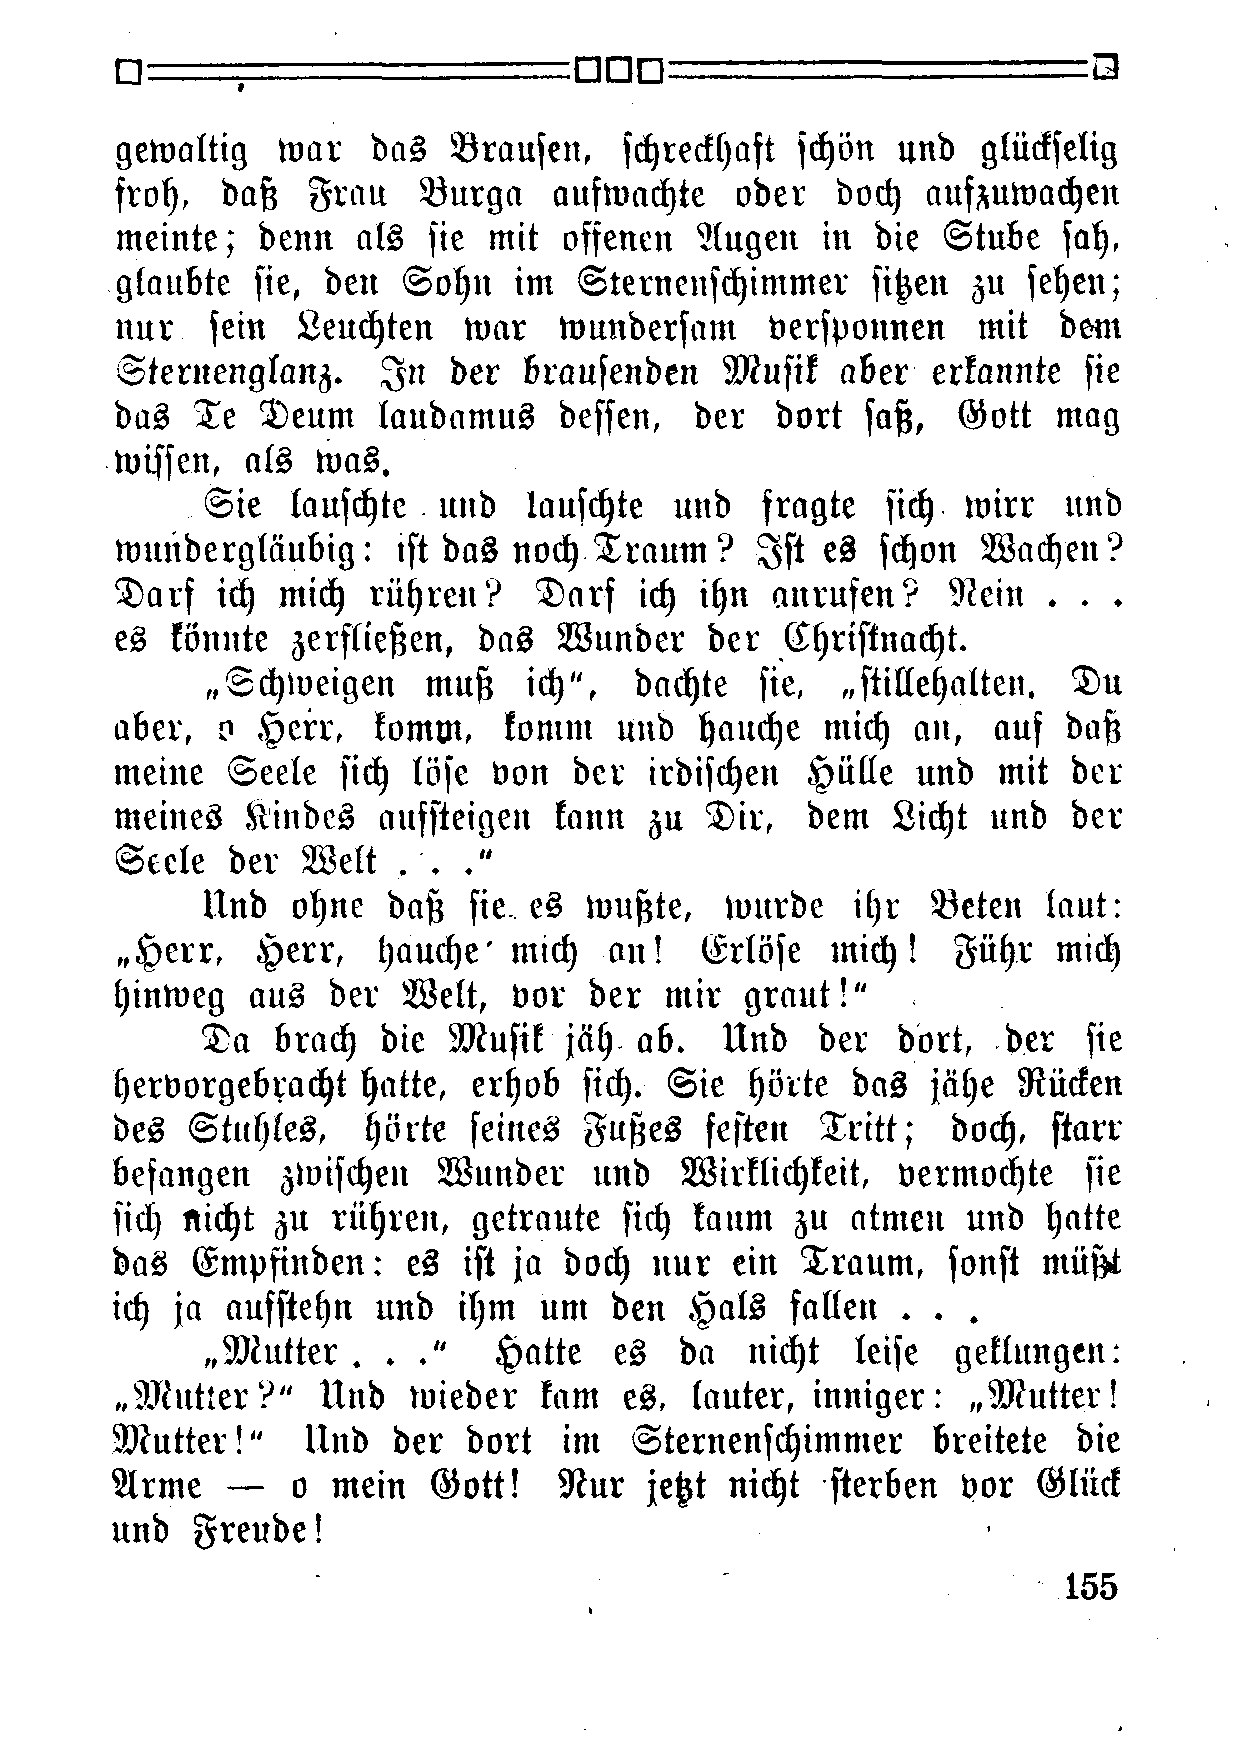 gewaltig war das Brausen, schreckhaft schön und glückselig
froh, daß Frau Burga aufwachte oder doch aufzuwachen
meinte; denn als sie mit offenen Augen in die Stube sah,
glaubte sie, den Sohn im Sternenschimmer sitzen zu sehen;
nur sein Leuchten war wundersam versponnen mit dem
Sternenglanz. In der brausenden Musik aber erkannte sie
das Te Deum laudamus dessen, der dort saß, Gott mag
wissen, als was.
Sie lauschte und lauschte und fragte sich wirr und
wundergläubig: ist das noch Traum? Ist es schon Wachen?
Darf ich mich rühren? Darf ich ihn anrufen? Nein . . .
es könnte zerfließen, das Wunder der Christnacht.
„Schweigen muß ich“, dachte sie, „stillehalten. Du
aber, o Herr, komm, komm und hauche mich an, auf daß
meine Seele sich löse von der irdischen Hülle und mit der
meines Kindes aufsteigen kann zu Dir, dem Licht und der
Seele der Welt . . .“
Und ohne daß sie es wußte, wurde ihr Beten laut:
„Herr, Herr, hauche mich an! Erlöse mich! Führ mich
hinweg aus der Welt, vor der mir graut!“
Da brach die Musik jäh ab. Und der dort, der sie
hervorgebracht hatte, erhob sich. Sie hörte das jähe Rücken
des Stuhles, hörte seines Fußes festen Tritt; doch, starr
befangen zwischen Wunder und Wirklichkeit, vermochte sie
sich nicht zu rühren, getraute sich kaum zu atmen und hatte
das Empfinden: es ist ja doch nur ein Traum, sonst müßt
ich ja aufstehn und ihm um den Hals fallen . . .
„Mutter . . .“ Hatte es da nicht leise geklungen:
„Mutter?“ Und wieder kam es, lauter, inniger: „Mutter!
Mutter!“ Und der dort im Sternenschimmer breitete die
Arme — o mein Gott! Nur jetzt nicht sterben vor Glück
und Freude!
155